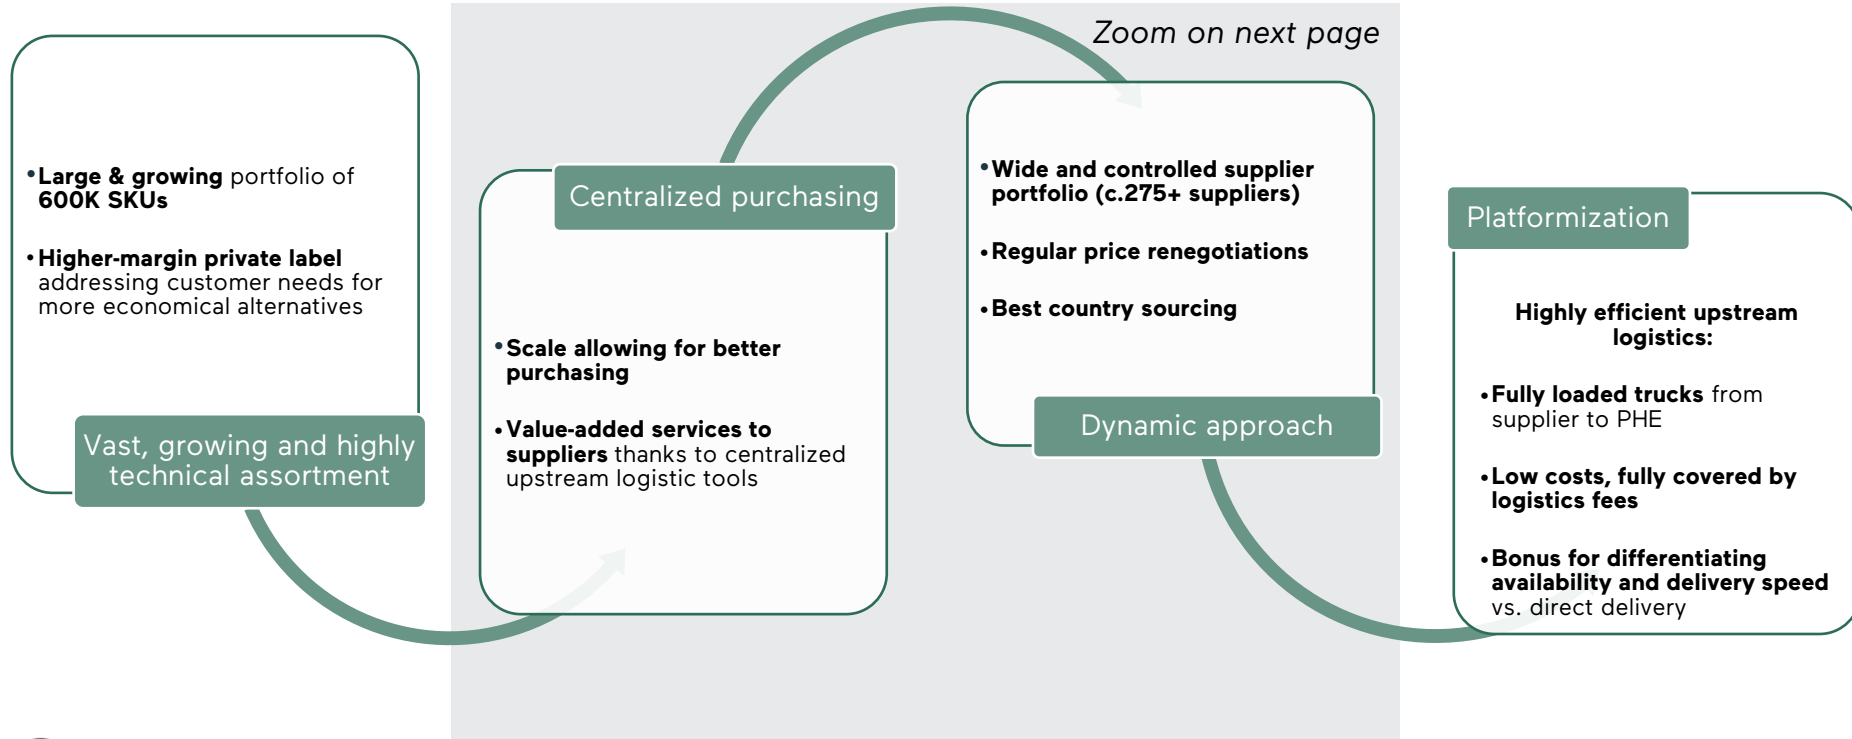 Zoom on next page
•Large & growing portfolio of
600K SKUs
•Higher-margin private label
addressing customer needs for
more economical alternatives
Vast, growing and highly
technical assortment
Centralized purchasing
•Scale allowing for better
purchasing
•Value-added services to
suppliers thanks to centralized
upstream logistic tools
•Wide and controlled supplier
portfolio (c.275+ suppliers)
•Regular price renegotiations
•Best country sourcing
Dynamic approach
Platformization
Highly efficient upstream
logistics:
•Fully loaded trucks from
supplier to PHE
•Low costs, fully covered by
logistics fees
•Bonus for differentiating
availability and delivery speed
vs. direct delivery